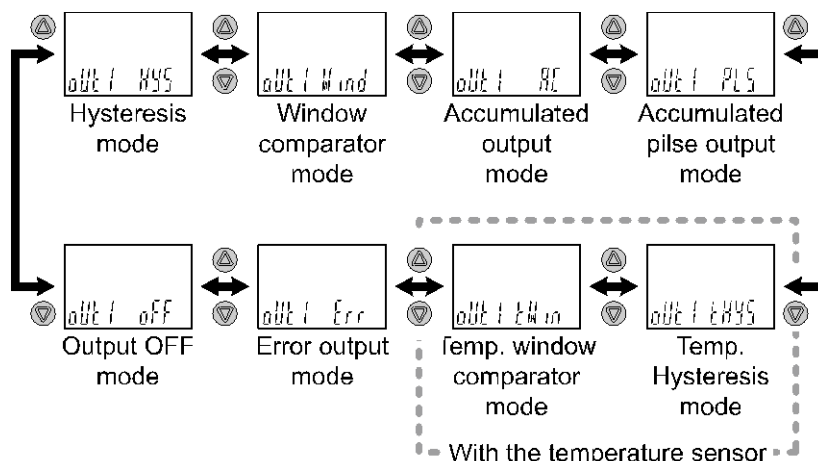 oUt1 HYS
oUt1 Wind
oUt1 AC
oUt1 PLS
Hysteresis
mode
Window
comparator
mode
Accumulated
output
mode
Accumulated
pilse output
mode
oUt1 oFF
oUt1 Err
oUt1 tWin
oUt1 tHYS
Output OFF
mode
Error output
mode
Temp. window
comparator
mode
Temp.
Hysteresis
mode
With the temperature sensor